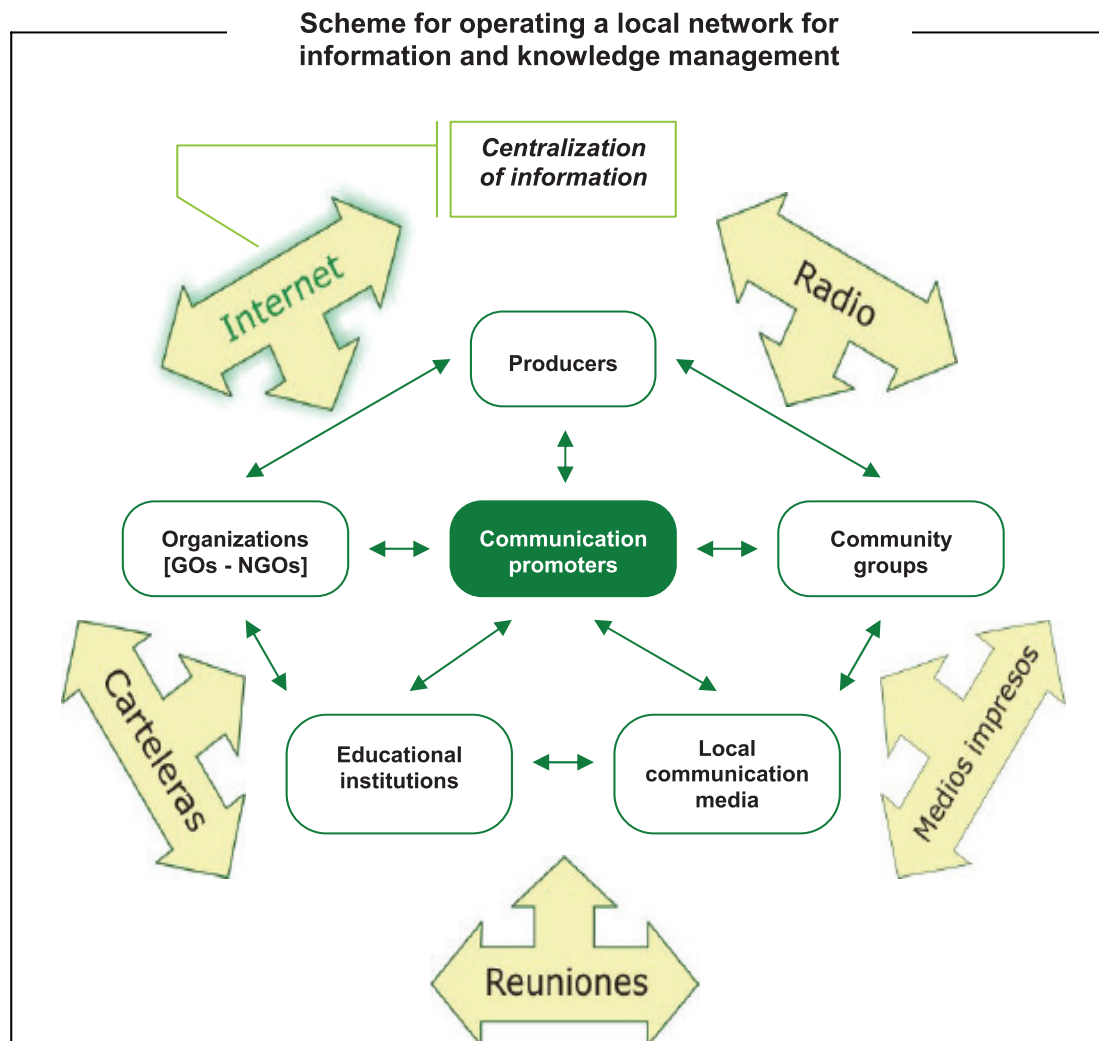 Scheme for operating a local network for
information and knowledge management
Centralization
of information
Internet
Radio
Producers
Organizations
[GOs - NGOs]
Communication
promoters
Community
groups
Carteleras
Medios impresos
Educational
institutions
Local
communication
media
Reuniones